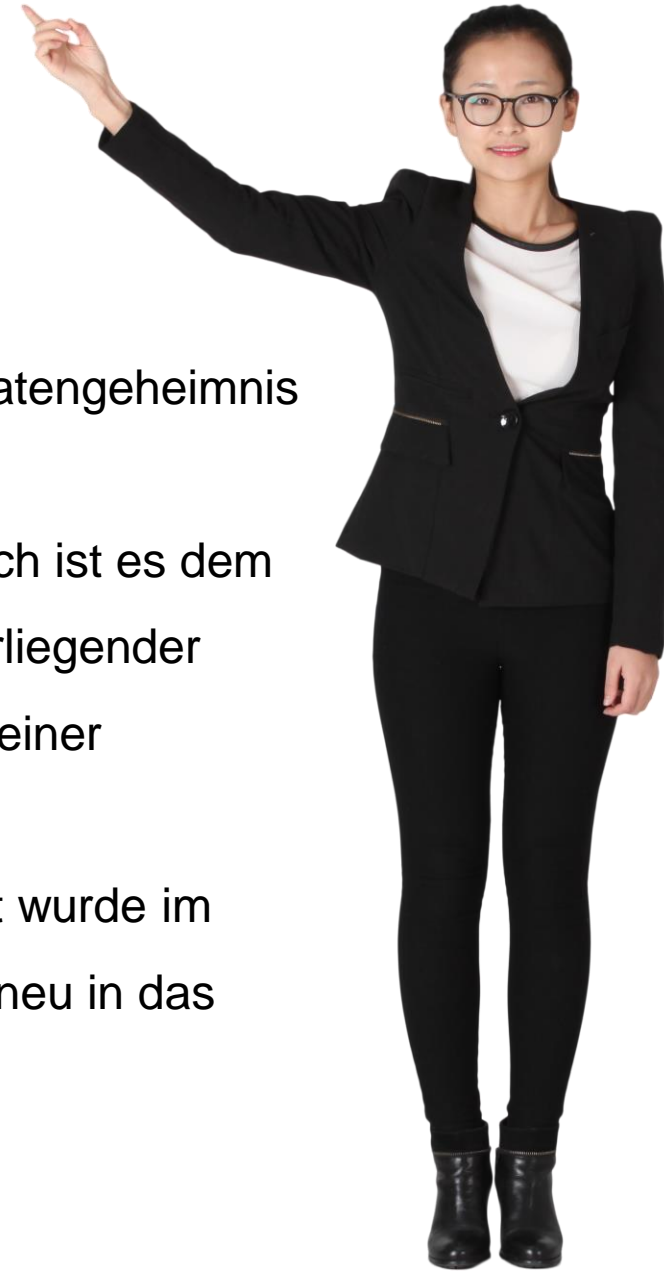 atengeheimnis
ch ist es dem
rliegender
einer
t wurde im
neu in das